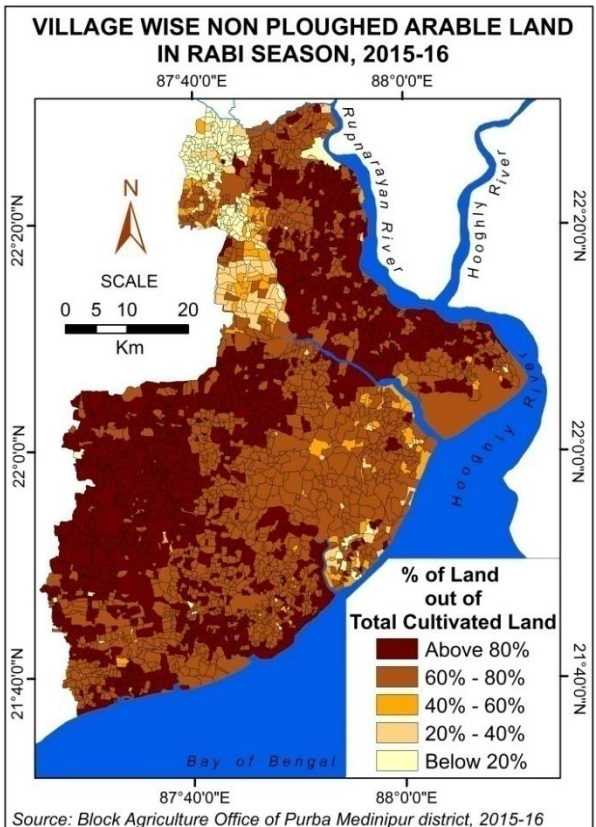 VILLAGE WISE NON PLOUGHED ARABLE LAND
IN RABI SEASON, 2015-16
87°40'0"E
88°0'0"E
Rupnarayan River
Hooghly River
N
22°20'0"N
22°20'0"N
SCALE
0 5 10 20
Km
Hooghly River
22°0'0"N
22°0'0"N
% of Land
out of
Total Cultivated Land
Above 80%
60% - 80%
40% - 60%
20% - 40%
Below 20%
21°40'0"N
21°40'0"N
Bay of Bengal
87°40'0"E
88°0'0"E
Source: Block Agriculture Office of Purba Medinipur district, 2015-16